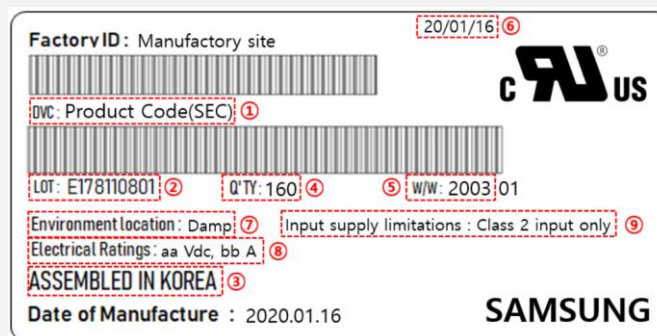 20/01/16 ⑥
Factory ID : Manufactory site
c RU ® US
DVC: Product Code(SEC) ①
LOT: E178110801 ② Q'TY: 160 ④ ⑤ W/W: 2003 01
Environment location : Damp ⑦ Input supply limitations : Class 2 input only ⑨
Electrical Ratings: aa Vdc, bb A ⑧
ASSEMBLED IN KOREA ③
Date of Manufacture : 2020.01.16 SAMSUNG